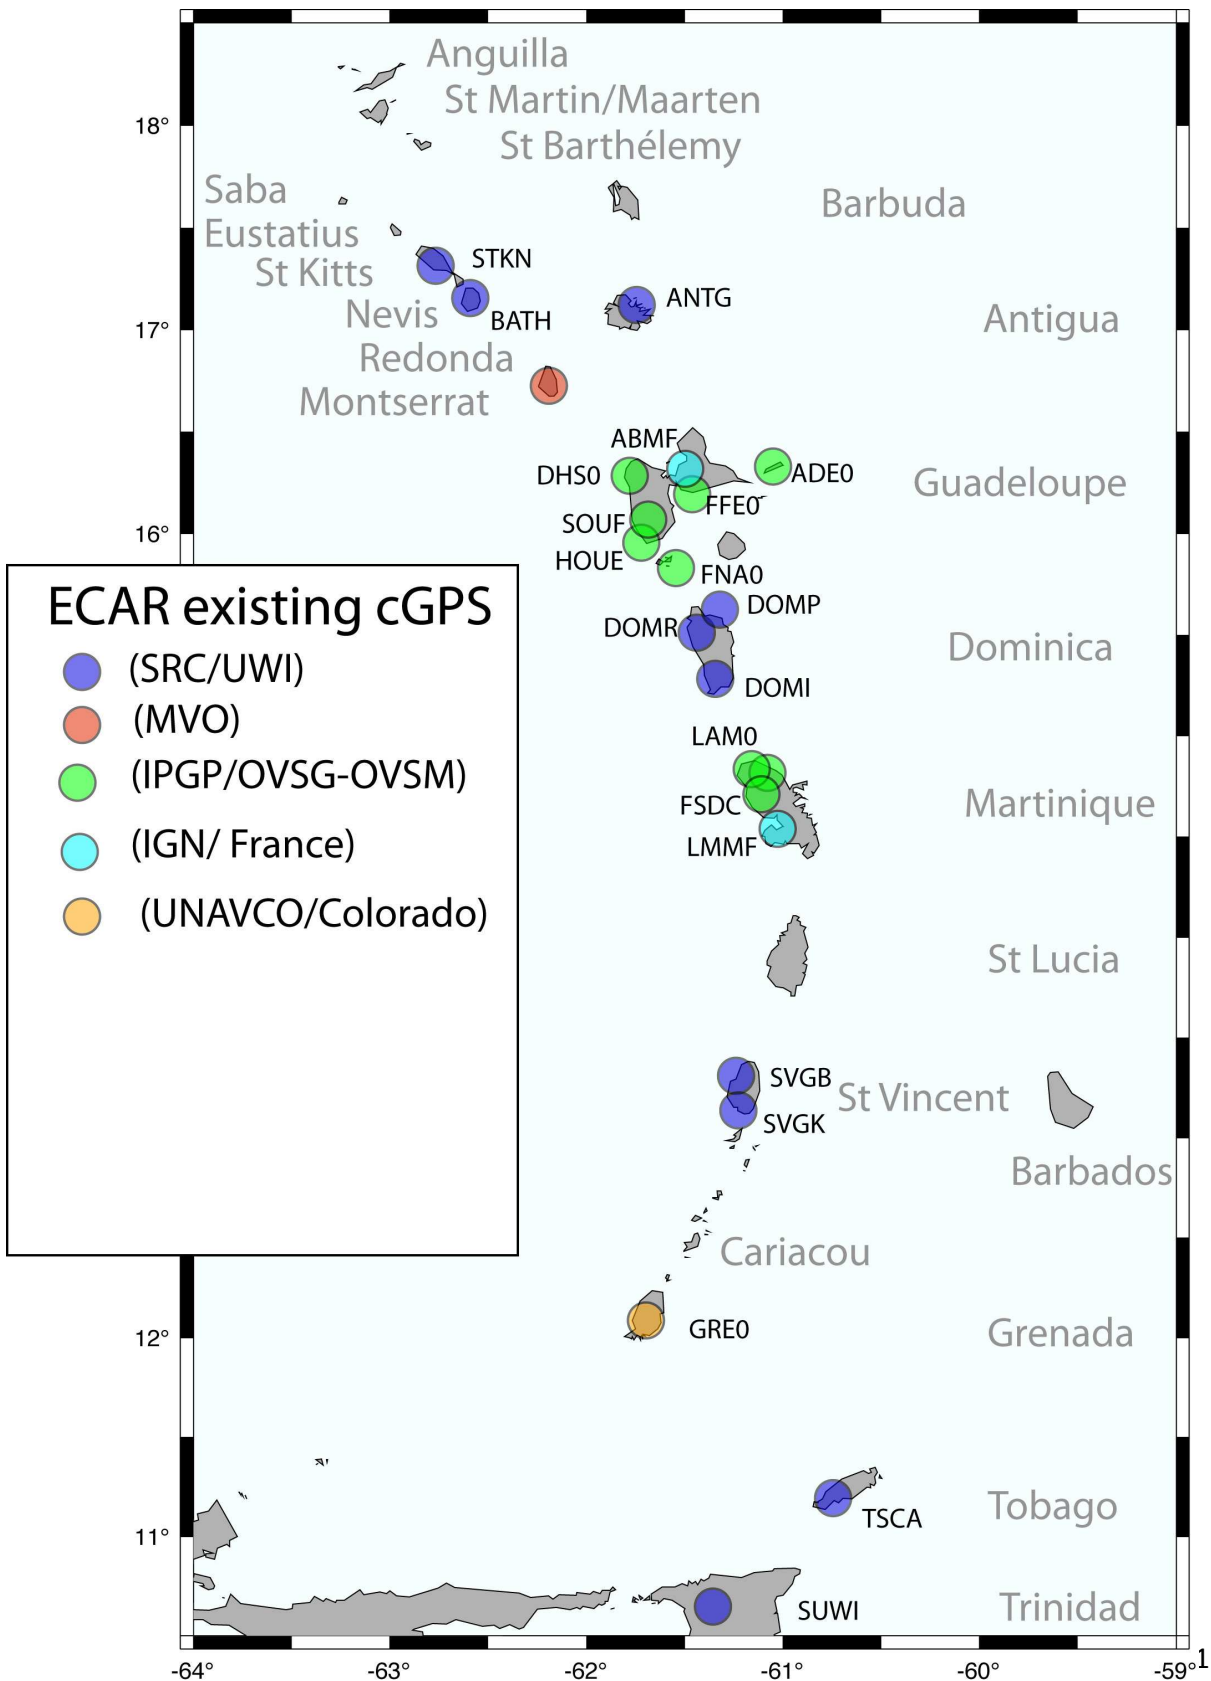 Anguilla
St Martin/Maarten
18°
St Barthélemy
Saba
Barbuda
Eustatius
STKN
St Kitts
ANTG
Nevis
BATH
Antigua
17°
Redonda
Montserrat
ABMF
DHS0
ADE0
Guadeloupe
FFE0
SOUF
16°
HOUE
FNA0
ECAR existing cGPS
DOMP
DOMR
Dominica
(SRC/UWI)
DOMI
(MVO)
LAM0
(IPGP/OVSG-OVSM)
FSDC
Martinique
(IGN/ France)
LMMF
(UNAVCO/Colorado)
St Lucia
SVGB
St Vincent
SVGK
Barbados
Cariacou
12°
GRE0
Grenada
Tobago
TSCA
11°
SUWI
Trinidad
-64° -63° -62° -61° -60° -59°
1